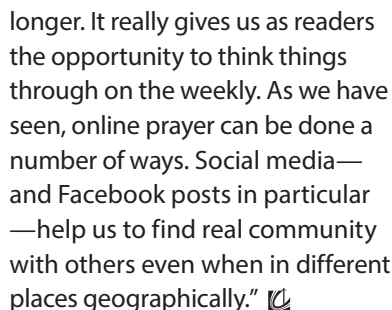 longer. It really gives us as readers
the opportunity to think things
through on the weekly. As we have
seen, online prayer can be done a
number of ways. Social media—
and Facebook posts in particular
—help us to find real community
with others even when in different
places geographically.”